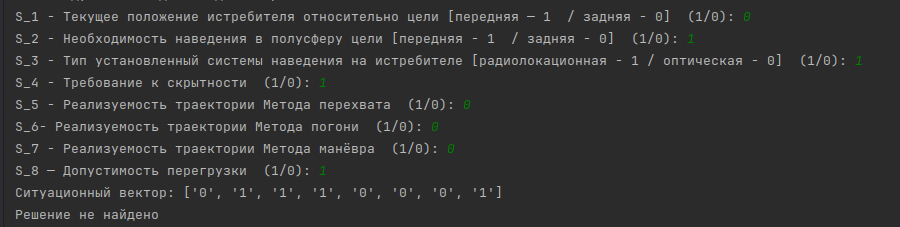 S_1 - Текущее положение истребителя относительно цели [передняя — 1  / задняя - 0]  (1/0): 0
S_2 - Необходимость наведения в полусферу цели [передняя - 1  / задняя - 0]  (1/0): 1
S_3 - Тип установленный системы наведения на истребителе [радиолокационная - 1 / оптическая - 0]  (1/0): 1
S_4 - Требование к скрытности  (1/0): 1
S_5 - Реализуемость траектории Метода перехвата  (1/0): 0
S_6- Реализуемость траектории Метода погони  (1/0): 0
S_7 - Реализуемость траектории Метода манёвра  (1/0): 0
S_8 — Допустимость перегрузки  (1/0): 1
Ситуационный вектор: ['0', '1', '1', '1', '0', '0', '0', '1']
Решение не найдено